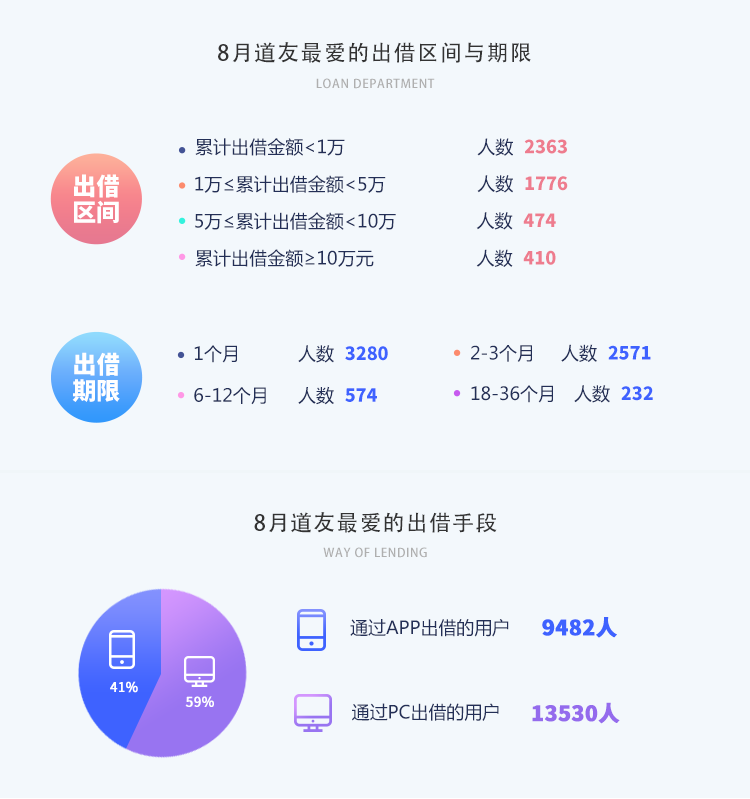 8月道友最爱的出借区间与期限
LOAN DEPARTMENT
出借
区间
累计出借金额<1万 人数 2363
1万≤累计出借金额<5万 人数 1776
5万≤累计出借金额<10万 人数 474
累计出借金额≥10万元 人数 410
出借
期限
1个月 人数 3280 2-3个月 人数 2571
6-12个月 人数 574 18-36个月 人数 232
8月道友最爱的出借手段
WAY OF LENDING
41%
59%
通过APP出借的用户 9482人
通过PC出借的用户 13530人